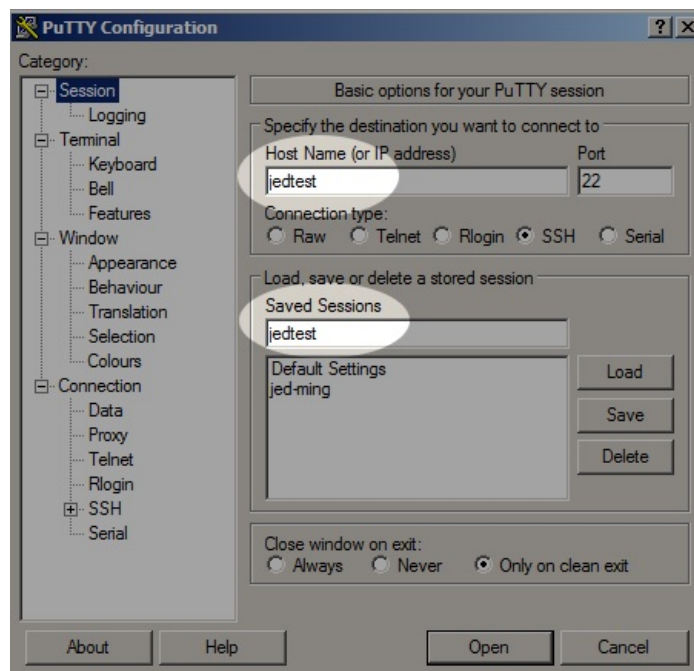 PuTTY Configuration
Category:
Session
Logging
Terminal
Keyboard
Bell
Features
Window
Appearance
Behaviour
Translation
Selection
Colours
Connection
Data
Proxy
Telnet
Rlogin
SSH
Serial
Basic options for your PuTTY session
Specify the destination you want to connect to
Host Name (or IP address) Port
jedtest 22
Connection type:
Raw Telnet Rlogin SSH Serial
Load, save or delete a stored session
Saved Sessions
jedtest
Default Settings
jed-ming
Load
Save
Delete
Close window on exit:
Always Never Only on clean exit
About Help Open Cancel